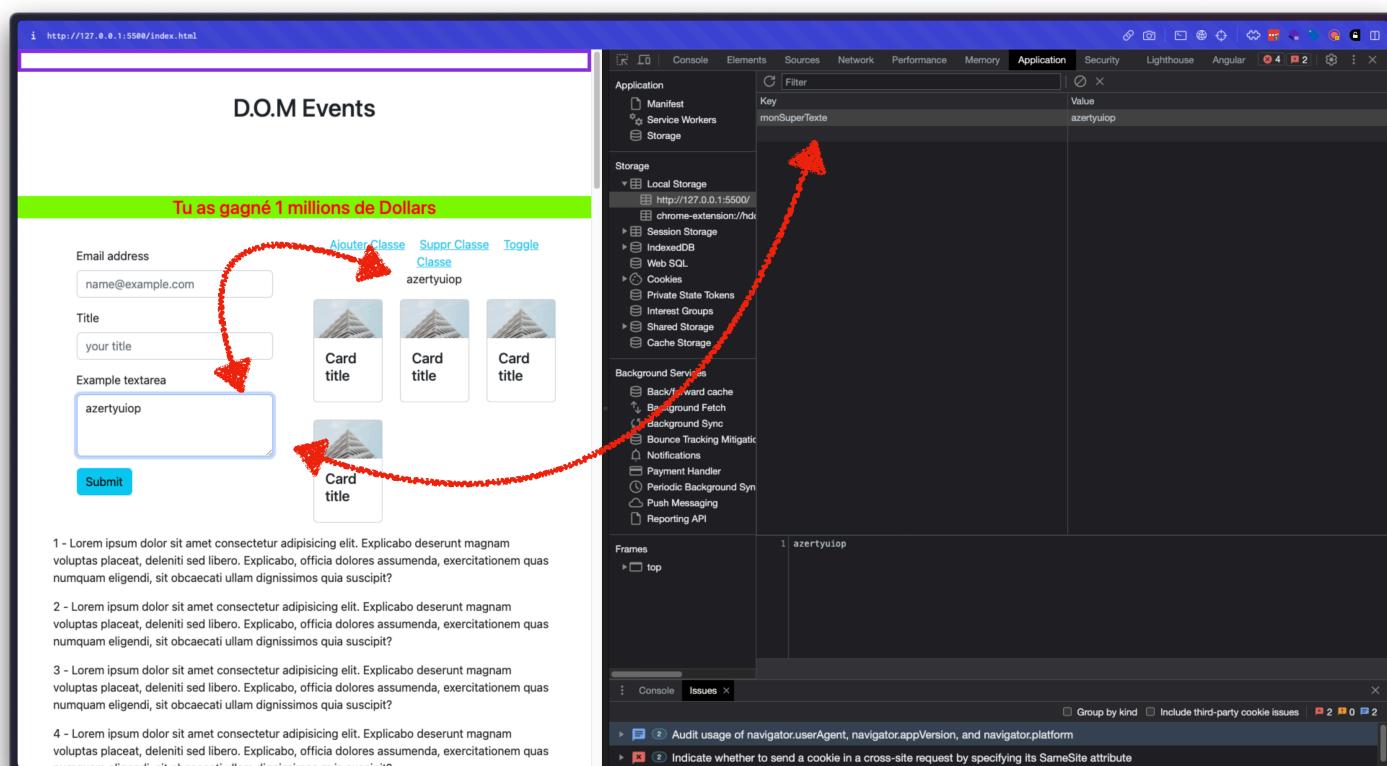 i http://127.0.0.1:5500/index.html
D.O.M Events
Tu as gagné 1 millions de Dollars
Email address
name@example.com
Title
your title
Example textarea
azertyuiop
Submit
Ajouter Classe Suppr Classe Toggle
Classe
azertyuiop
Card
title
Card
title
Card
title
Card
title
1 - Lorem ipsum dolor sit amet consectetur adipisicing elit. Explicabo deserunt magnam
voluptas placeat, deleniti sed libero. Explicabo, officia dolores assumenda, exercitationem quas
numquam eligendi, sit obcaecati ullam dignissimos quia suscipit?
2 - Lorem ipsum dolor sit amet consectetur adipisicing elit. Explicabo deserunt magnam
voluptas placeat, deleniti sed libero. Explicabo, officia dolores assumenda, exercitationem quas
numquam eligendi, sit obcaecati ullam dignissimos quia suscipit?
3 - Lorem ipsum dolor sit amet consectetur adipisicing elit. Explicabo deserunt magnam
voluptas placeat, deleniti sed libero. Explicabo, officia dolores assumenda, exercitationem quas
numquam eligendi, sit obcaecati ullam dignissimos quia suscipit?
4 - Lorem ipsum dolor sit amet consectetur adipisicing elit. Explicabo deserunt magnam
voluptas placeat, deleniti sed libero. Explicabo, officia dolores assumenda, exercitationem quas
Console Elements Sources Network Performance Memory Application Security Lighthouse Angular 4 2
Application
Manifest
Service Workers
Storage
Storage
Local Storage
http://127.0.0.1:5500/
chrome-extension://hdo
Session Storage
IndexedDB
Web SQL
Cookies
Private State Tokens
Interest Groups
Shared Storage
Cache Storage
Background Services
Back/forward cache
Background Fetch
Background Sync
Bounce Tracking Mitigatio
Notifications
Payment Handler
Periodic Background Syn
Push Messaging
Reporting API
Frames
top
Filter
Key Value
monSuperTexte azertyuiop
1 azertyuiop
Console Issues
Group by kind Include third-party cookie issues 2 0 2
2 Audit usage of navigator.userAgent, navigator.appVersion, and navigator.platform
2 Indicate whether to send a cookie in a cross-site request by specifying its SameSite attribute